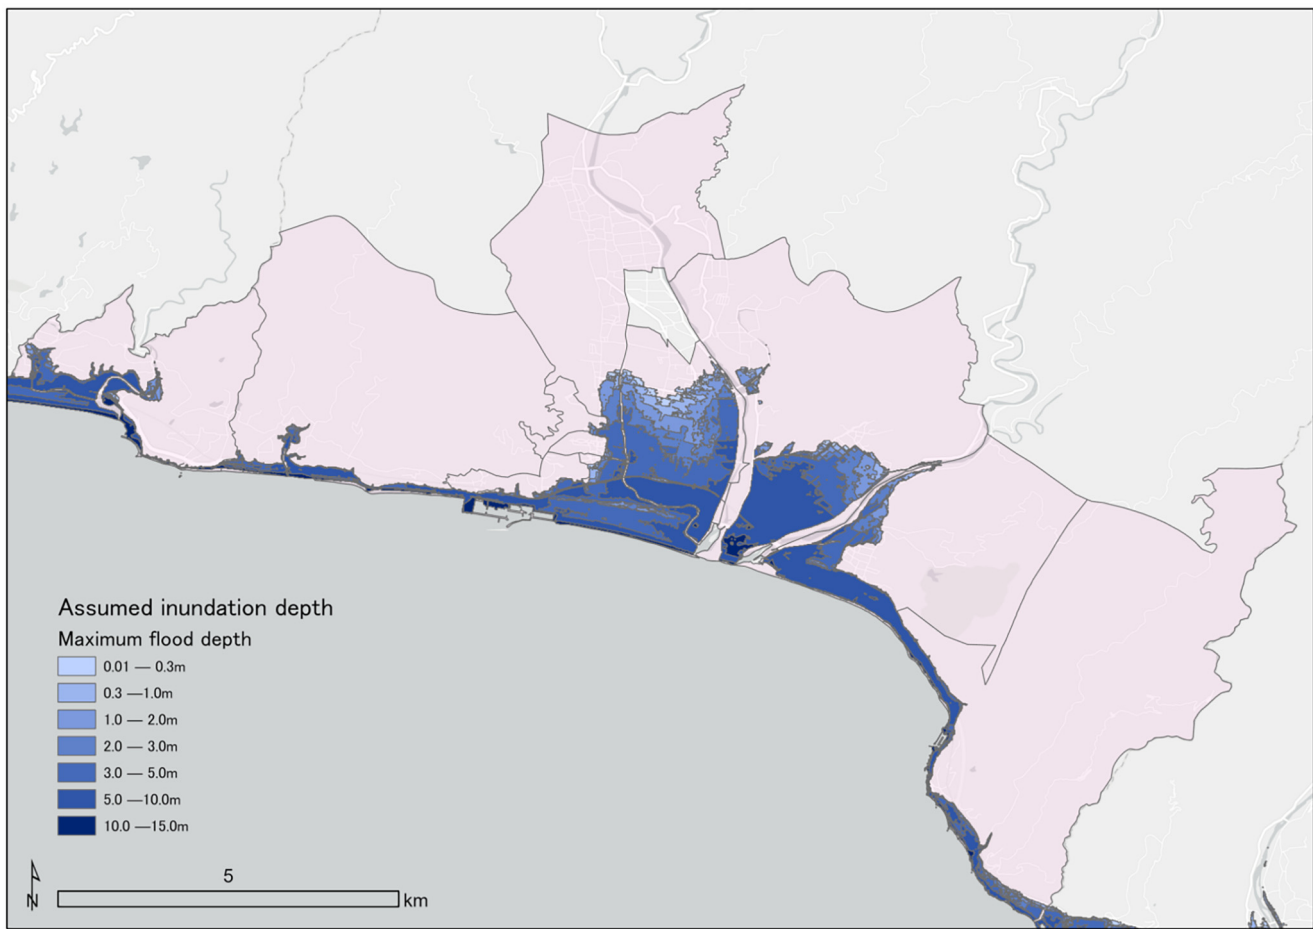 Assumed inundation depth
Maximum flood depth
0.01 — 0.3m
0.3 —1.0m
1.0 — 2.0m
2.0 — 3.0m
3.0 — 5.0m
5.0 —10.0m
10.0 —15.0m
5
km
N